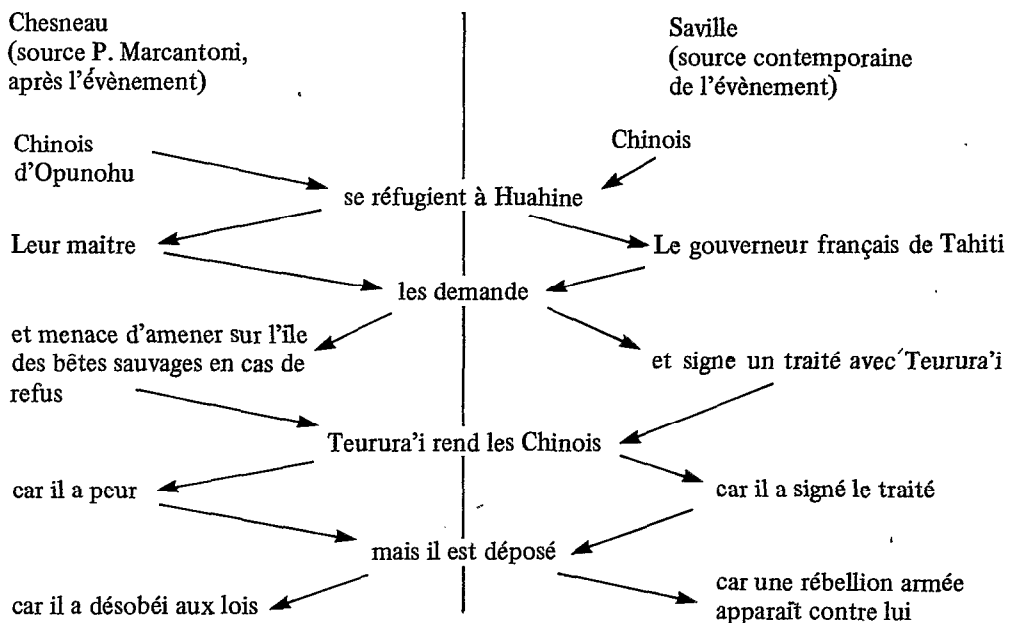 Chesneau
(source P. Marcantoni,
après l'évènement)
Saville
(source contemporaine
de l'évènement)
Chinois
d'Opunohu
Chinois
se réfugient à Huahine
Leur maitre
Le gouverneur français de Tahiti
les demande
et menace d'amener sur l'île
des bêtes sauvages en cas de
refus
et signe un traité avec Teurura'i
Teurura'i rend les Chinois
car il a peur
car il a signé le traité
mais il est déposé
car il a désobéi aux lois
car une rébellion armée
apparaît contre lui